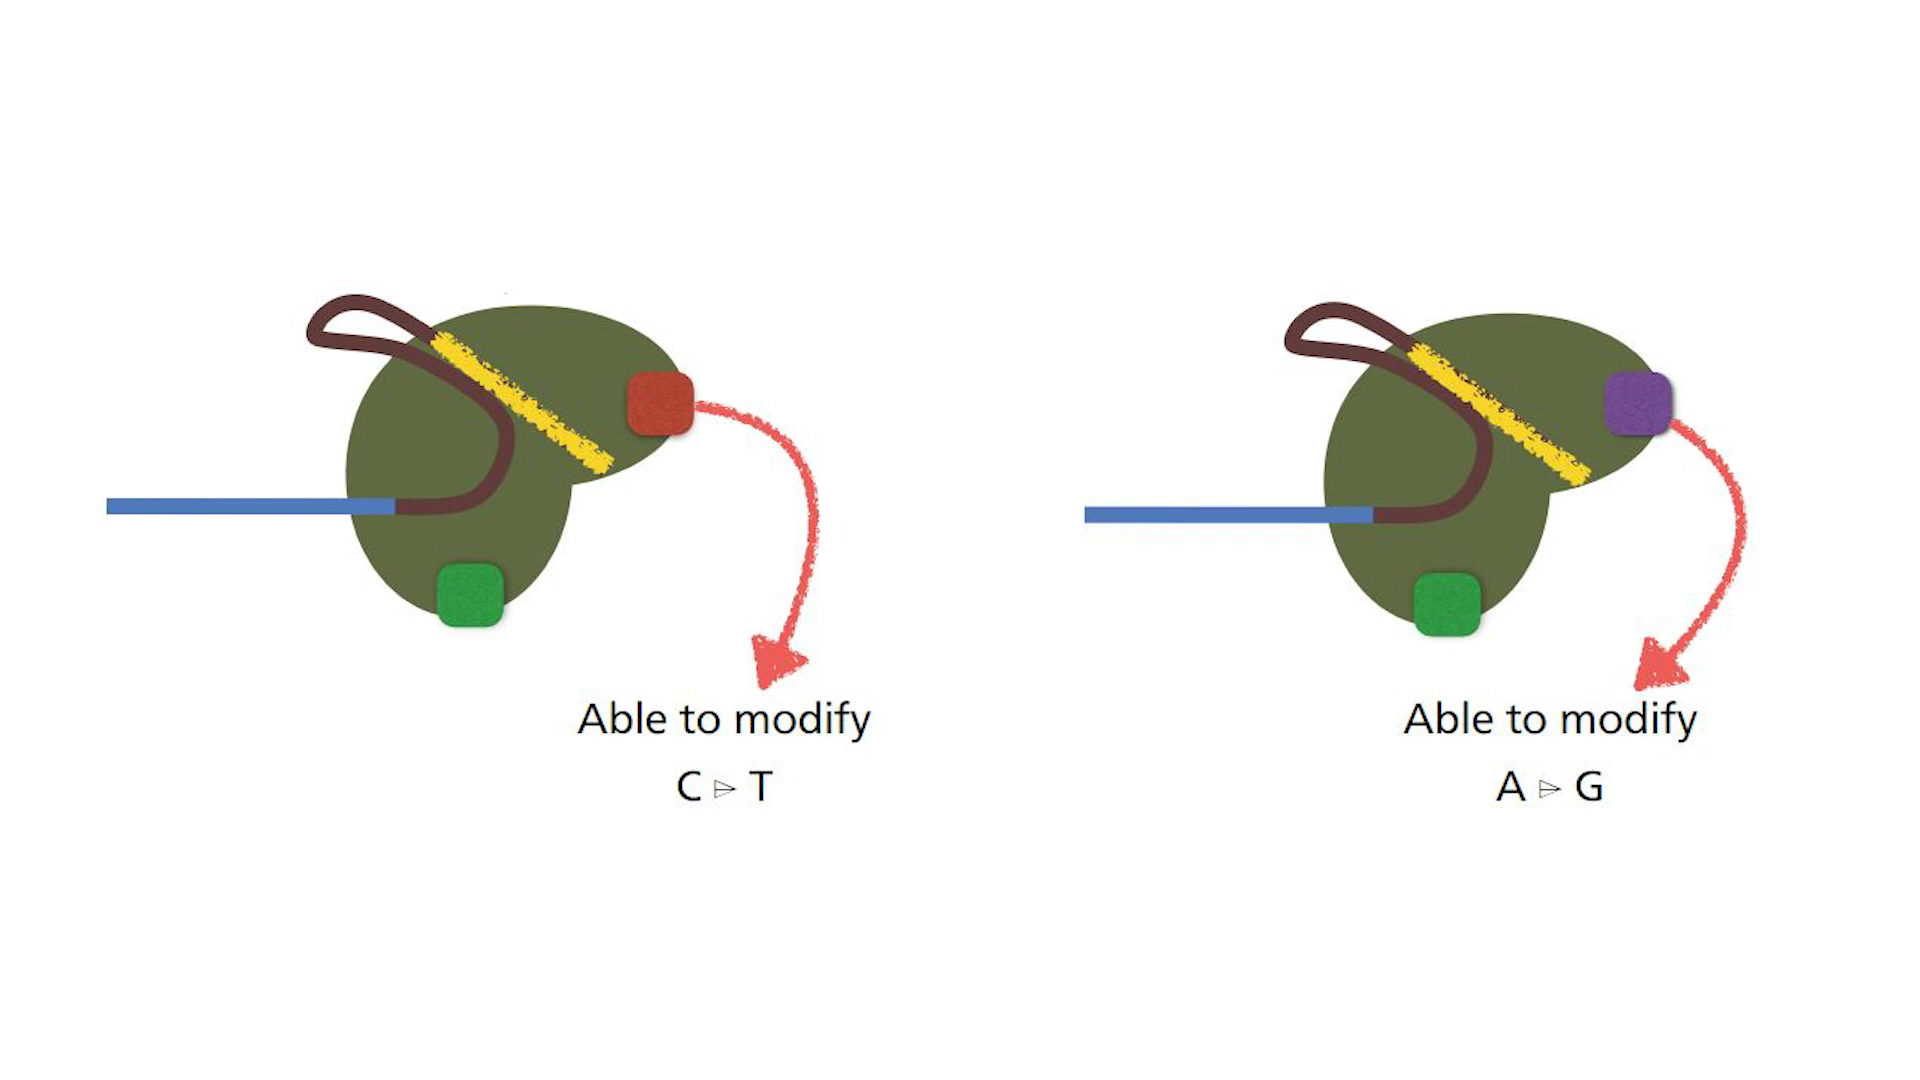 Able to modify
C ▻ T
Able to modify
A ▻ G